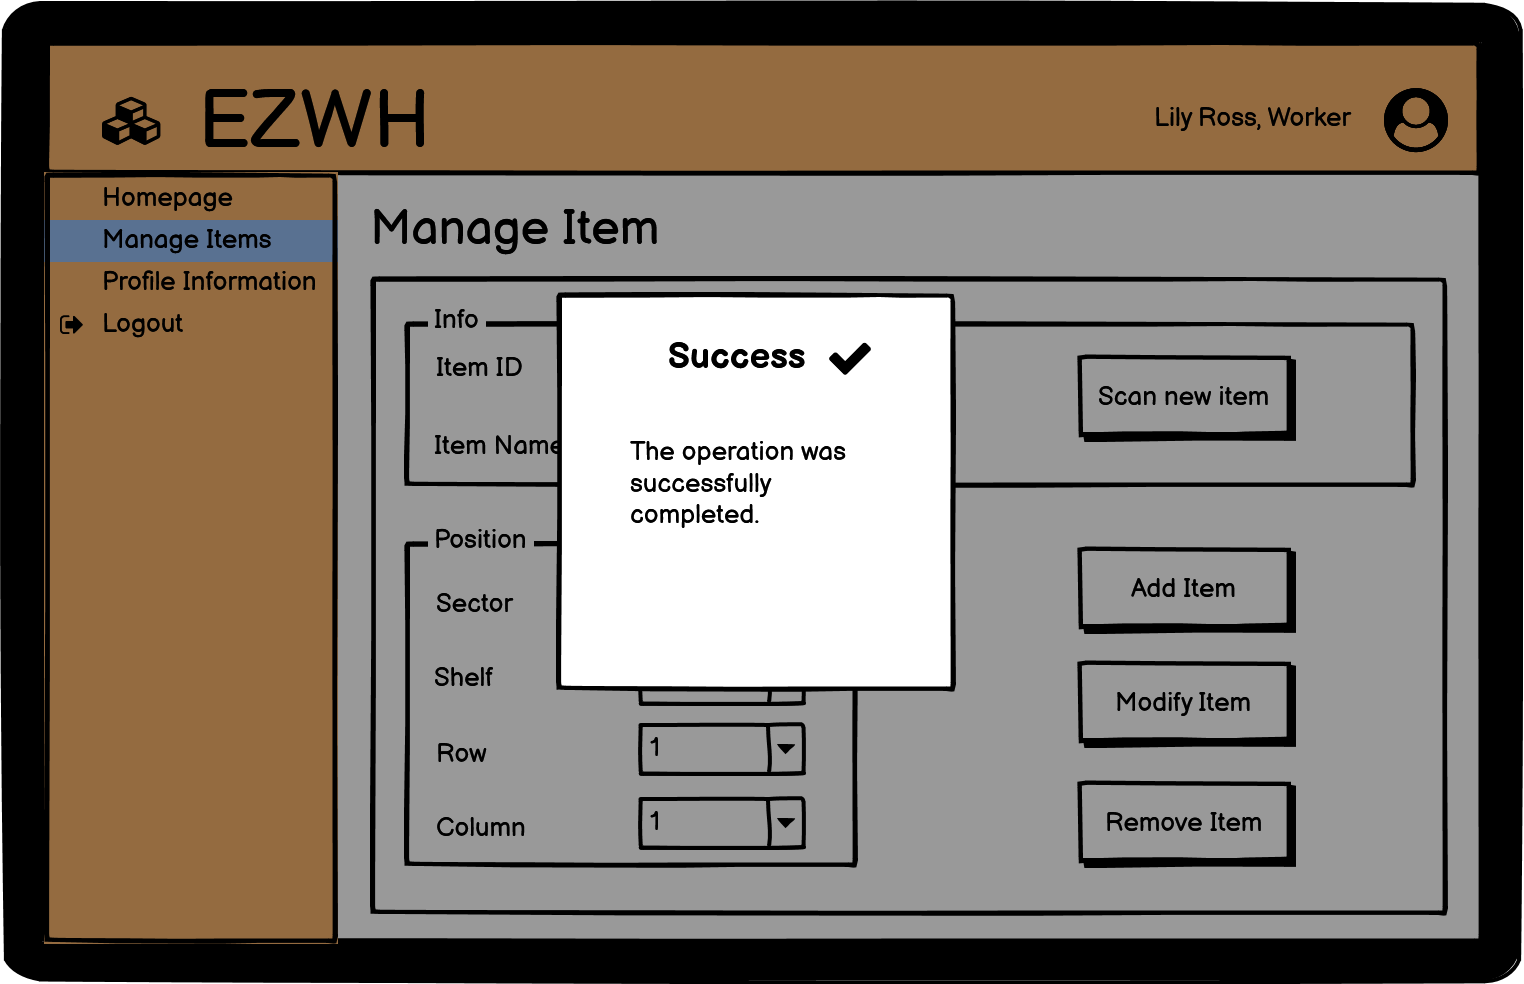 EZWH
Lily Ross, Worker
Homepage
Manage Items
Profile Information
Logout
Manage Item
Info
Item ID
Item Name
Scan new item
Success
The operation was
successfully
completed.
Position
Sector
Shelf
Row
1
Column
1
Add Item
Modify Item
Remove Item